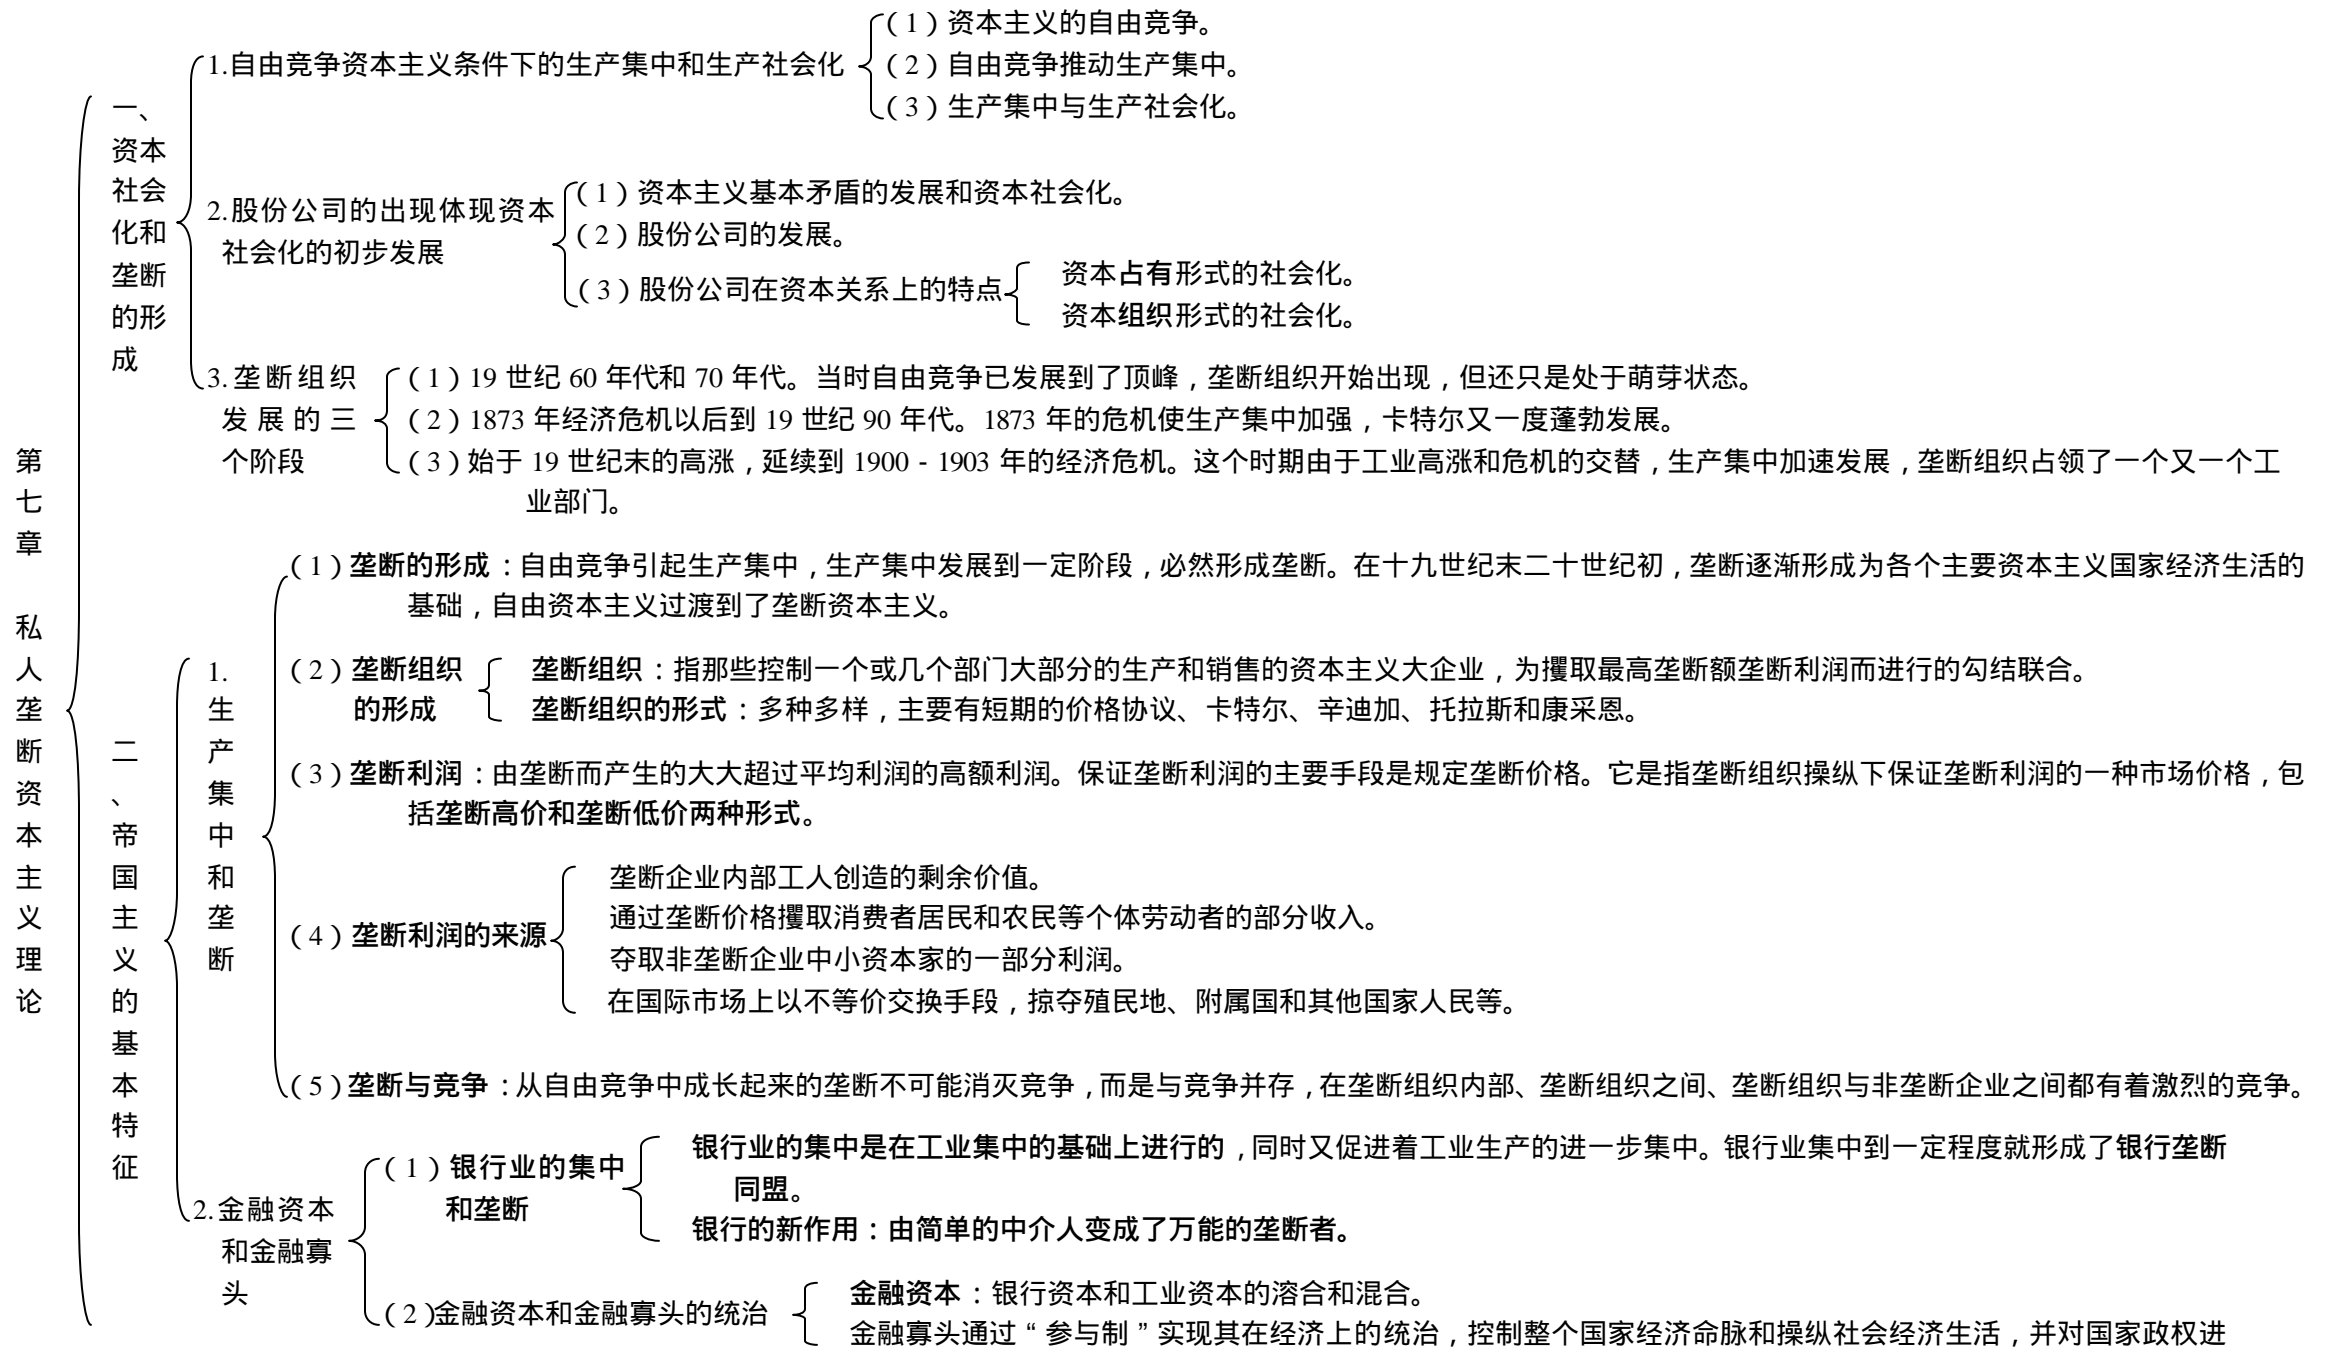 第七章 私人垄断资本主义理论
一、资本社会化和垄断的形成
1.自由竞争资本主义条件下的生产集中和生产社会化
（1）资本主义的自由竞争。
（2）自由竞争推动生产集中。
（3）生产集中与生产社会化。
2.股份公司的出现体现资本
社会化的初步发展
（1）资本主义基本矛盾的发展和资本社会化。
（2）股份公司的发展。
（3）股份公司在资本关系上的特点
资本占有形式的社会化。
资本组织形式的社会化。
3.垄断组织
发展的三
个阶段
（1）19 世纪 60 年代和 70 年代。当时自由竞争已发展到了顶峰，垄断组织开始出现，但还只是处于萌芽状态。
（2）1873 年经济危机以后到 19 世纪 90 年代。1873 年的危机使生产集中加强，卡特尔又一度蓬勃发展。
（3）始于 19 世纪末的高涨，延续到 1900 - 1903 年的经济危机。这个时期由于工业高涨和危机的交替，生产集中加速发展，垄断组织占领了一个又一个工
业部门。
二、帝国主义的基本特征
1.生产集中和垄断
（1）垄断的形成：自由竞争引起生产集中，生产集中发展到一定阶段，必然形成垄断。在十九世纪末二十世纪初，垄断逐渐形成为各个主要资本主义国家经济生活的
基础，自由资本主义过渡到了垄断资本主义。
（2）垄断组织
的形成
垄断组织：指那些控制一个或几个部门大部分的生产和销售的资本主义大企业，为攫取最高垄断额垄断利润而进行的勾结联合。
垄断组织的形式：多种多样，主要有短期的价格协议、卡特尔、辛迪加、托拉斯和康采恩。
（3）垄断利润：由垄断而产生的大大超过平均利润的高额利润。保证垄断利润的主要手段是规定垄断价格。它是指垄断组织操纵下保证垄断利润的一种市场价格，包
括垄断高价和垄断低价两种形式。
（4）垄断利润的来源
垄断企业内部工人创造的剩余价值。
通过垄断价格攫取消费者居民和农民等个体劳动者的部分收入。
夺取非垄断企业中小资本家的一部分利润。
在国际市场上以不等价交换手段，掠夺殖民地、附属国和其他国家人民等。
（5）垄断与竞争：从自由竞争中成长起来的垄断不可能消灭竞争，而是与竞争并存，在垄断组织内部、垄断组织之间、垄断组织与非垄断企业之间都有着激烈的竞争。
2.金融资本
和金融寡
头
（1）银行业的集中
和垄断
银行业的集中是在工业集中的基础上进行的，同时又促进着工业生产的进一步集中。银行业集中到一定程度就形成了银行垄断
同盟。
银行的新作用：由简单的中介人变成了万能的垄断者。
（2）金融资本和金融寡头的统治
金融资本：银行资本和工业资本的溶合和混合。
金融寡头通过“参与制”实现其在经济上的统治，控制整个国家经济命脉和操纵社会经济生活，并对国家政权进